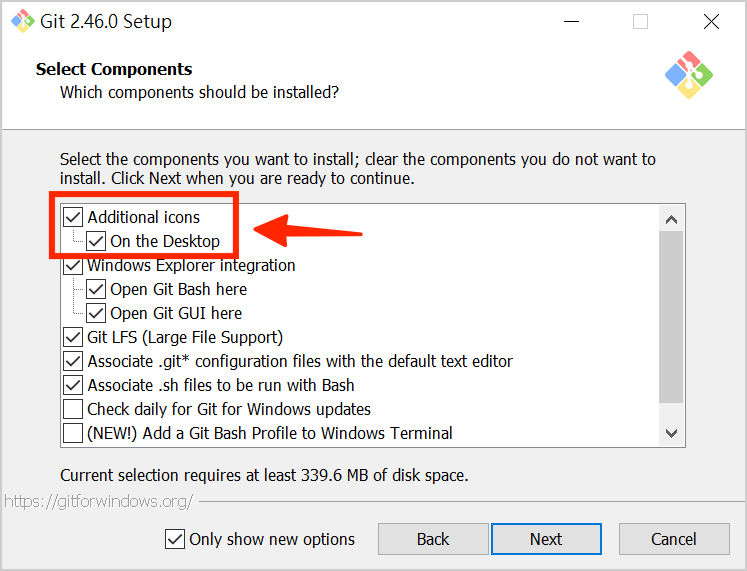 Git 2.46.0 Setup
Select Components
Which components should be installed?
Select the components you want to install; clear the components you do not want to
install. Click Next when you are ready to continue.
Additional icons
On the Desktop
Windows Explorer integration
Open Git Bash here
Open Git GUI here
Git LFS (Large File Support)
Associate .git* configuration files with the default text editor
Associate .sh files to be run with Bash
Check daily for Git for Windows updates
(NEW!) Add a Git Bash Profile to Windows Terminal
Current selection requires at least 339.6 MB of disk space.
https://gitforwindows.org/
Only show new options
Back
Next
Cancel